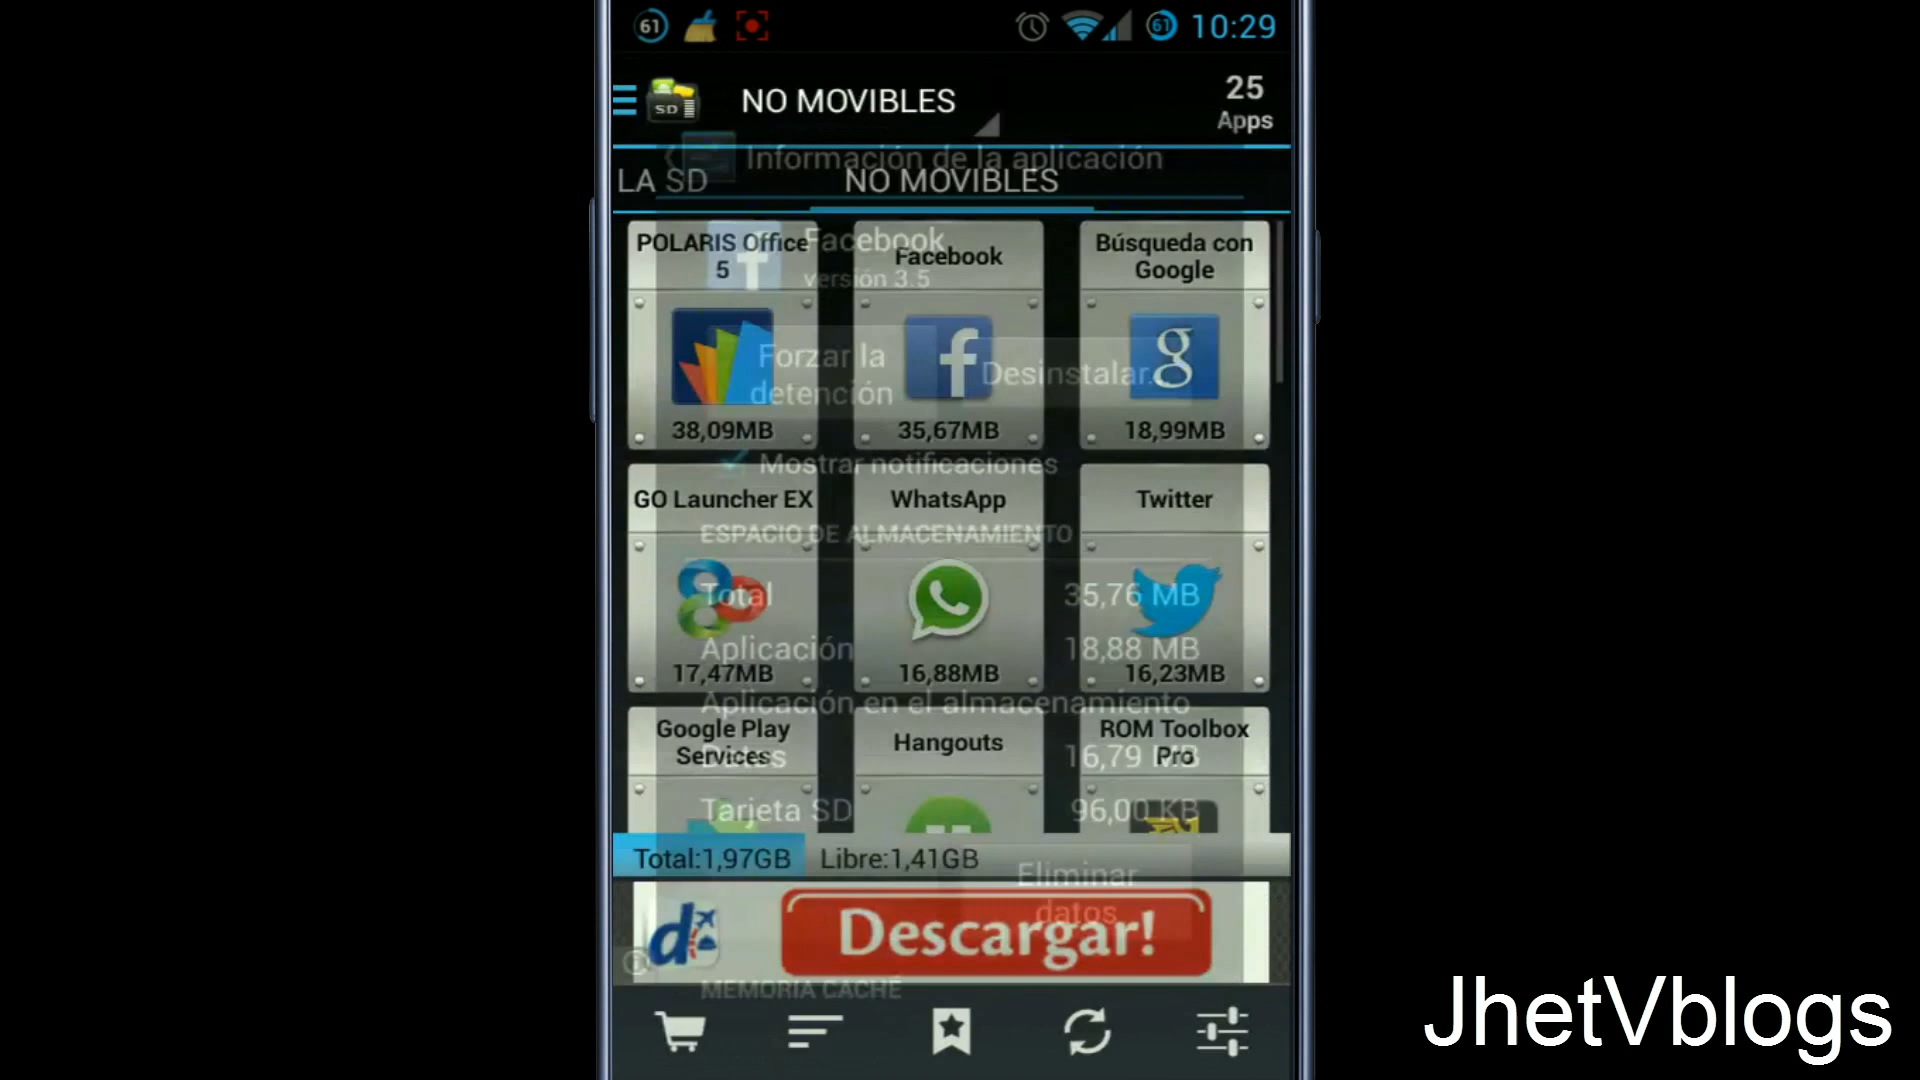 61
61 10:29
SD
NO MOVIBLES
25
Apps
Información de la aplicación
LA SD
NO MOVIBLES
POLARIS Office
5
Facebook
versión 3.5
Facebook
Búsqueda con
Google
Forzar la
detención
Desinstalar
38,09MB
35,67MB
18,99MB
Mostrar notificaciones
GO Launcher EX
WhatsApp
Twitter
ESPACIO DE ALMACENAMIENTO
Total
35,76 MB
Aplicación
18,88 MB
17,47MB
16,88MB
16,23MB
Aplicación en el almacenamiento
Google Play
Services
Hangouts
ROM Toolbox
Pro
Datos
16,79 MB
Tarjeta SD
96,00 KB
Total:1,97GB
Libre:1,41GB
Eliminar
datos
Descargar!
MEMORIA CACHÉ
JhetVblogs